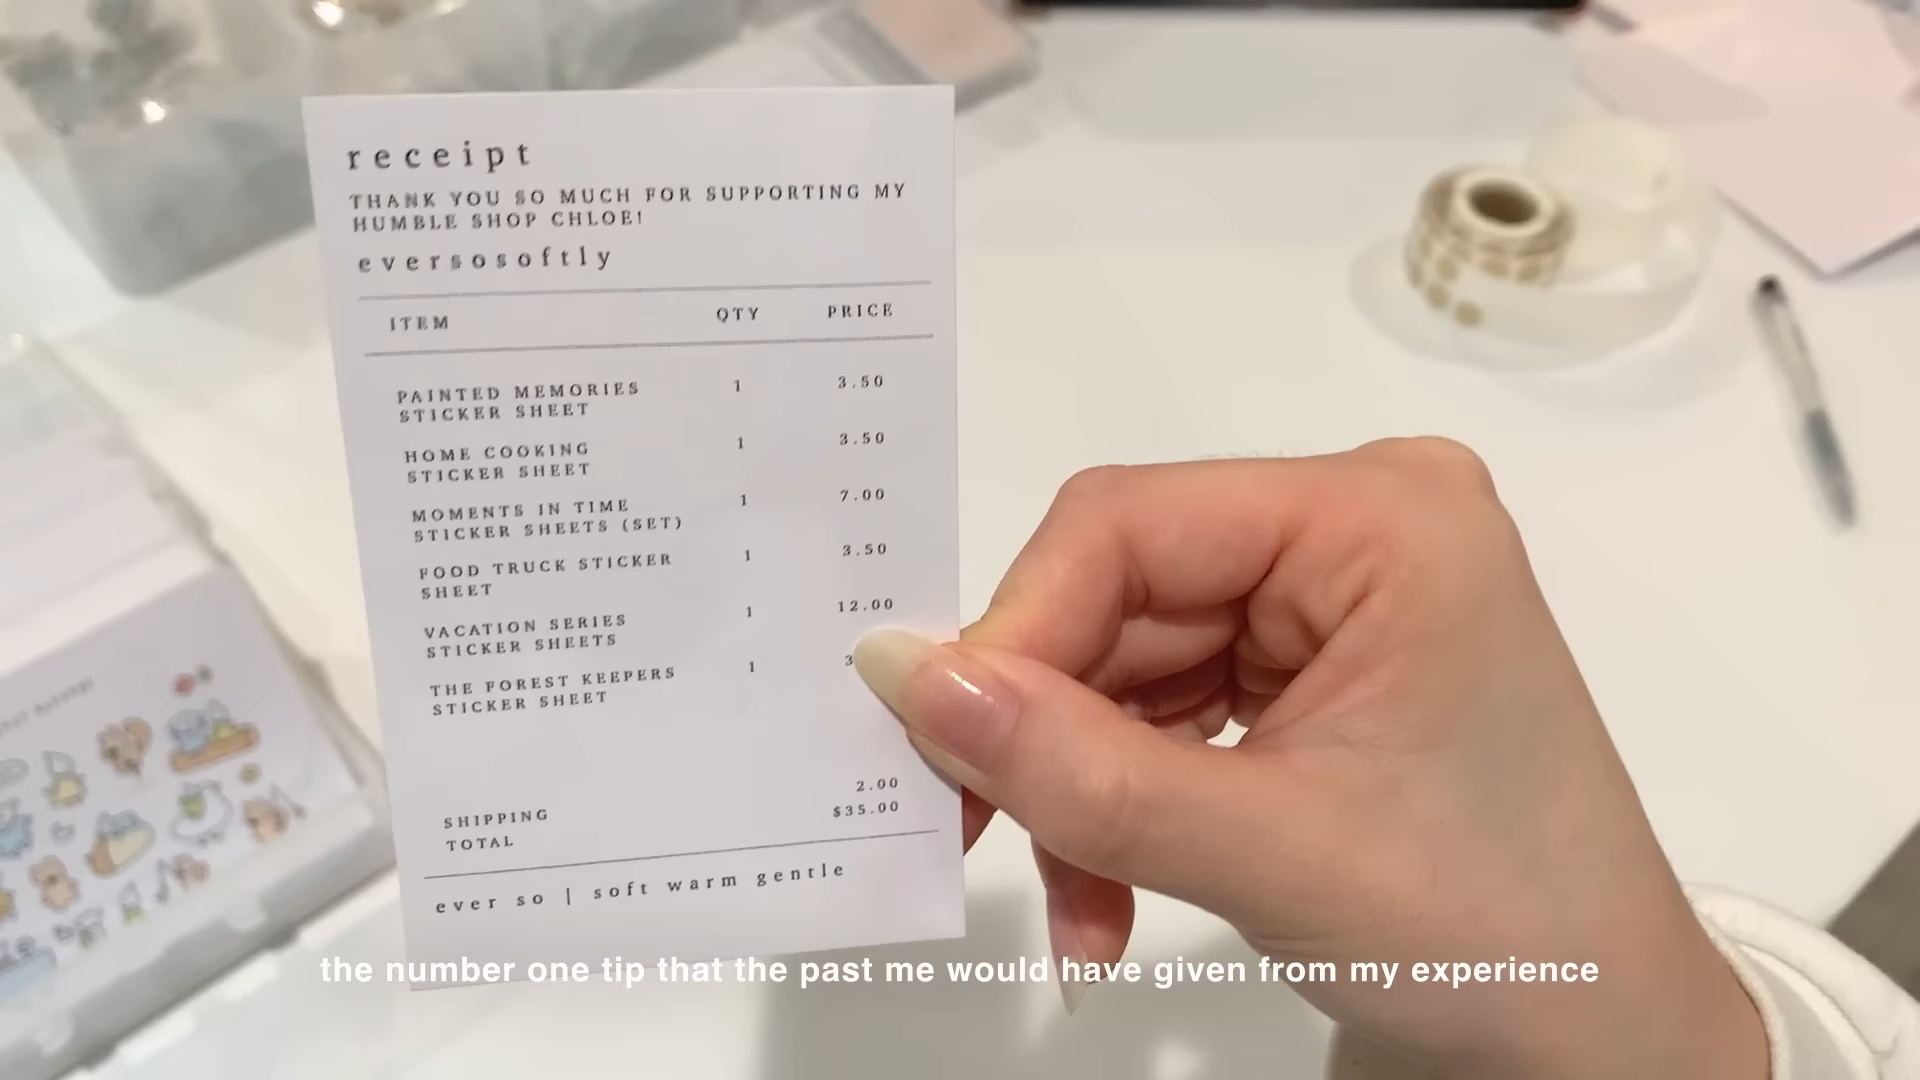 receipt
THANK YOU SO MUCH FOR SUPPORTING MY
HUMBLE SHOP CHLOE!
eversosoftly
ITEM QTY PRICE
PAINTED MEMORIES 1 3.50
STICKER SHEET
HOME COOKING 1 3.50
STICKER SHEET
MOMENTS IN TIME 1 7.00
STICKER SHEETS (SET)
FOOD TRUCK STICKER 1 3.50
SHEET
VACATION SERIES 1 12.00
STICKER SHEETS
THE FOREST KEEPERS 1 3
STICKER SHEET
SHIPPING 2.00
TOTAL $35.00
ever so | soft warm gentle
the number one tip that the past me would have given from my experience